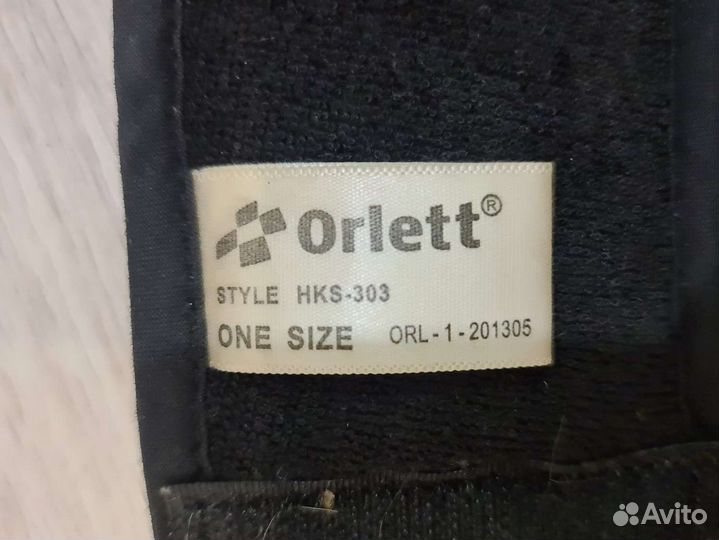 Orlett®
STYLE HKS-303
ONE SIZE ORL-1-201305
Avito